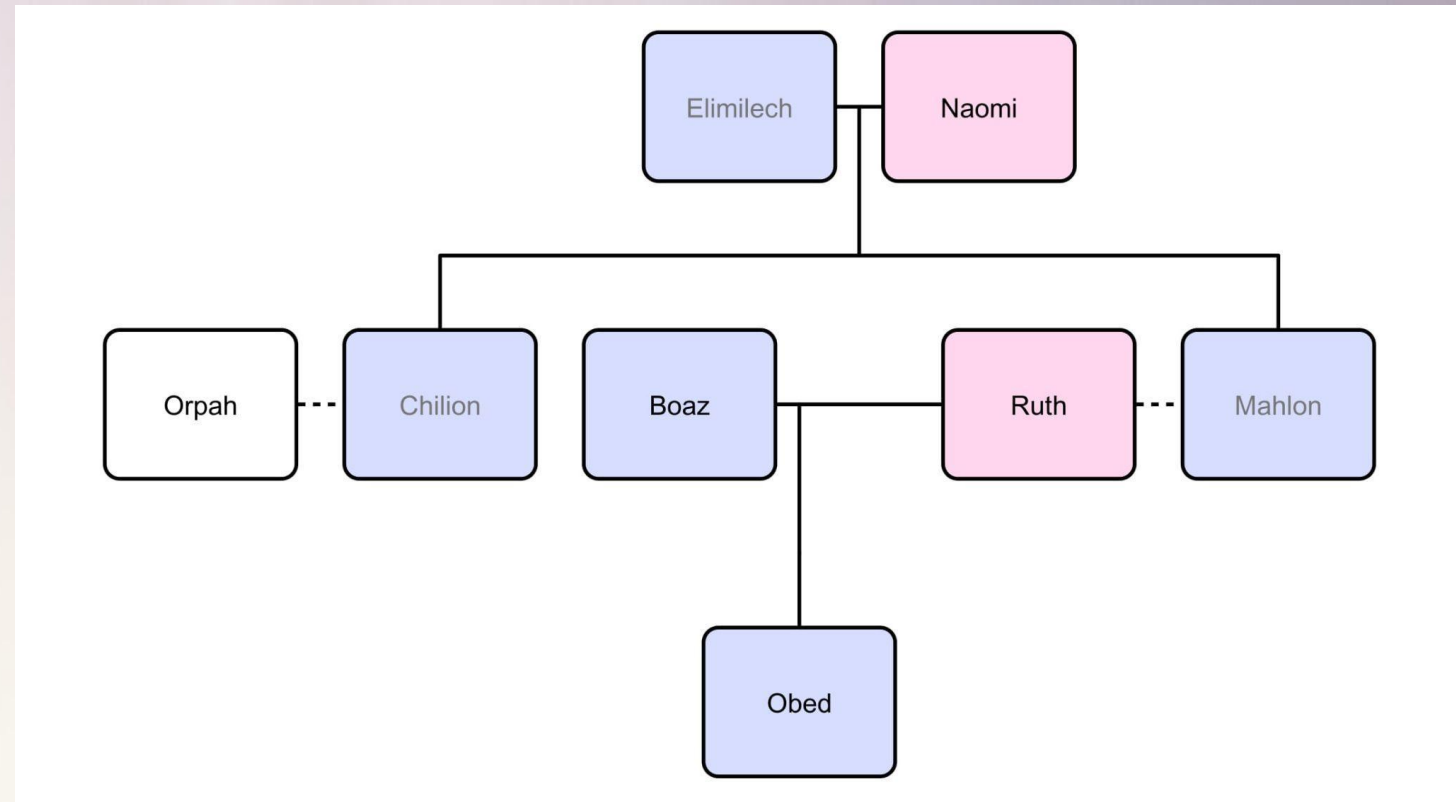 Elimilech
Naomi
Orpah
Chilion
Boaz
Ruth
Mahlon
Obed